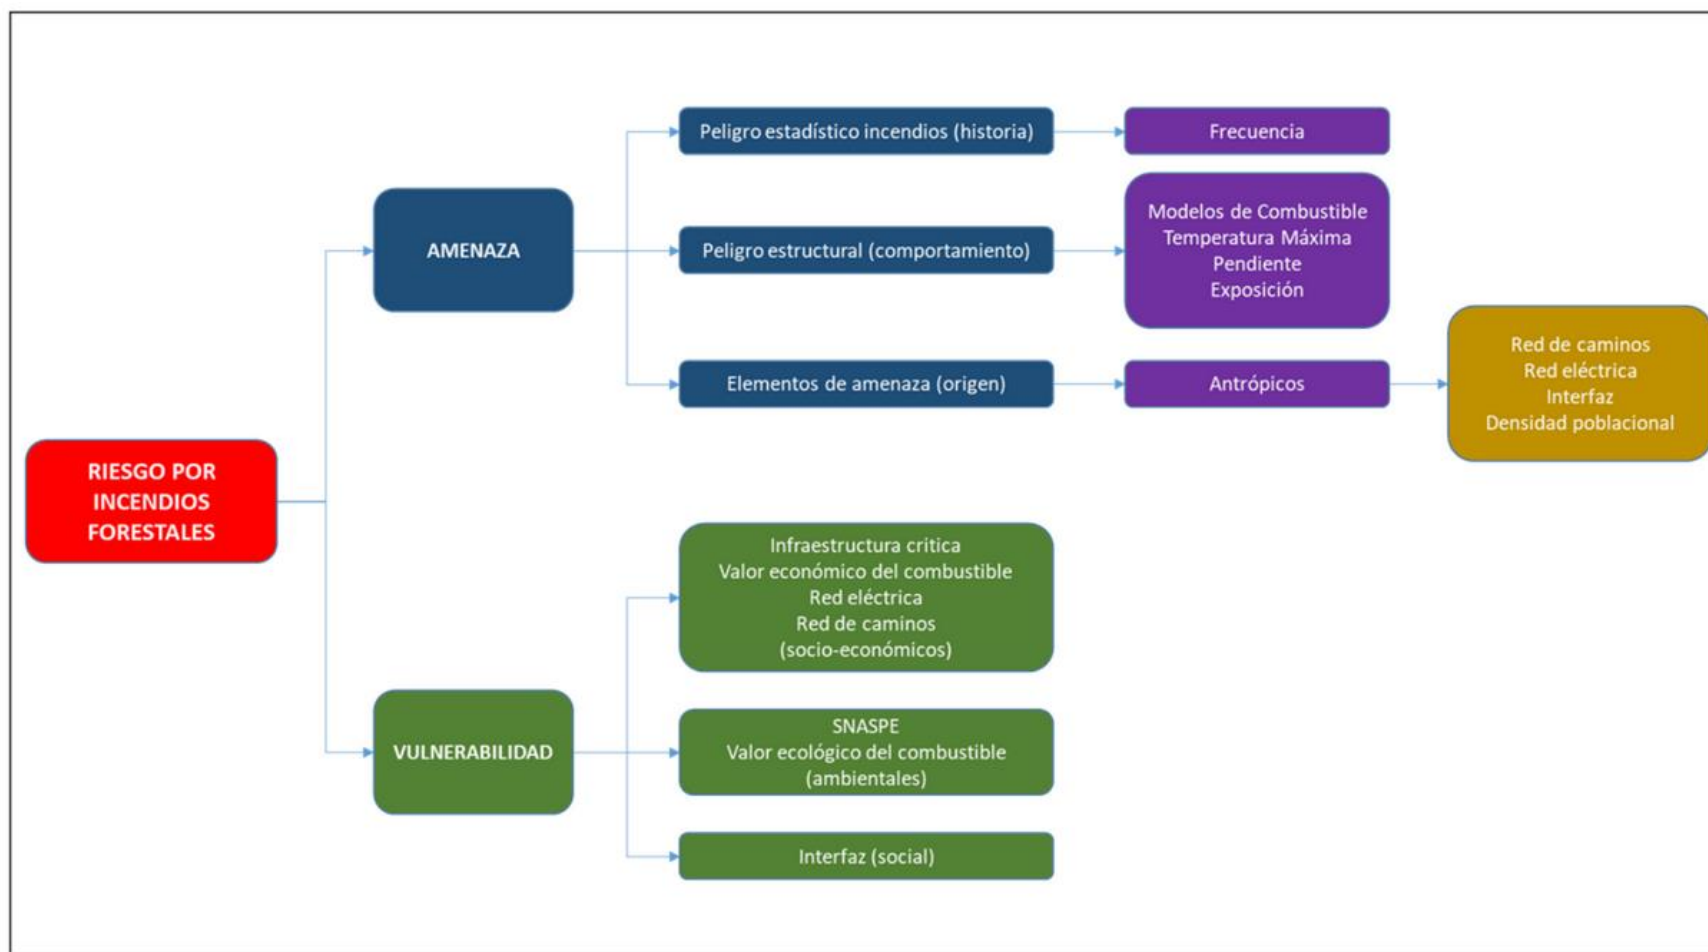 RIESGO POR
INCENDIOS
FORESTALES
AMENAZA
Peligro estadístico incendios (historia)
Frecuencia
Peligro estructural (comportamiento)
Modelos de Combustible
Temperatura Máxima
Pendiente
Exposición
Elementos de amenaza (origen)
Antrópicos
Red de caminos
Red eléctrica
Interfaz
Densidad poblacional
VULNERABILIDAD
Infraestructura critica
Valor económico del combustible
Red eléctrica
Red de caminos
(socio-económicos)
SNASPE
Valor ecológico del combustible
(ambientales)
Interfaz (social)